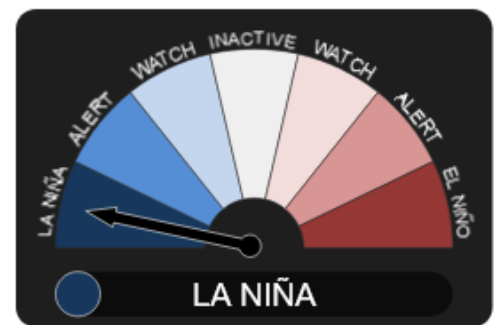 LA NIÑA
ALERT
WATCH
INACTIVE
WATCH
ALERT
EL NIÑO
LA NIÑA